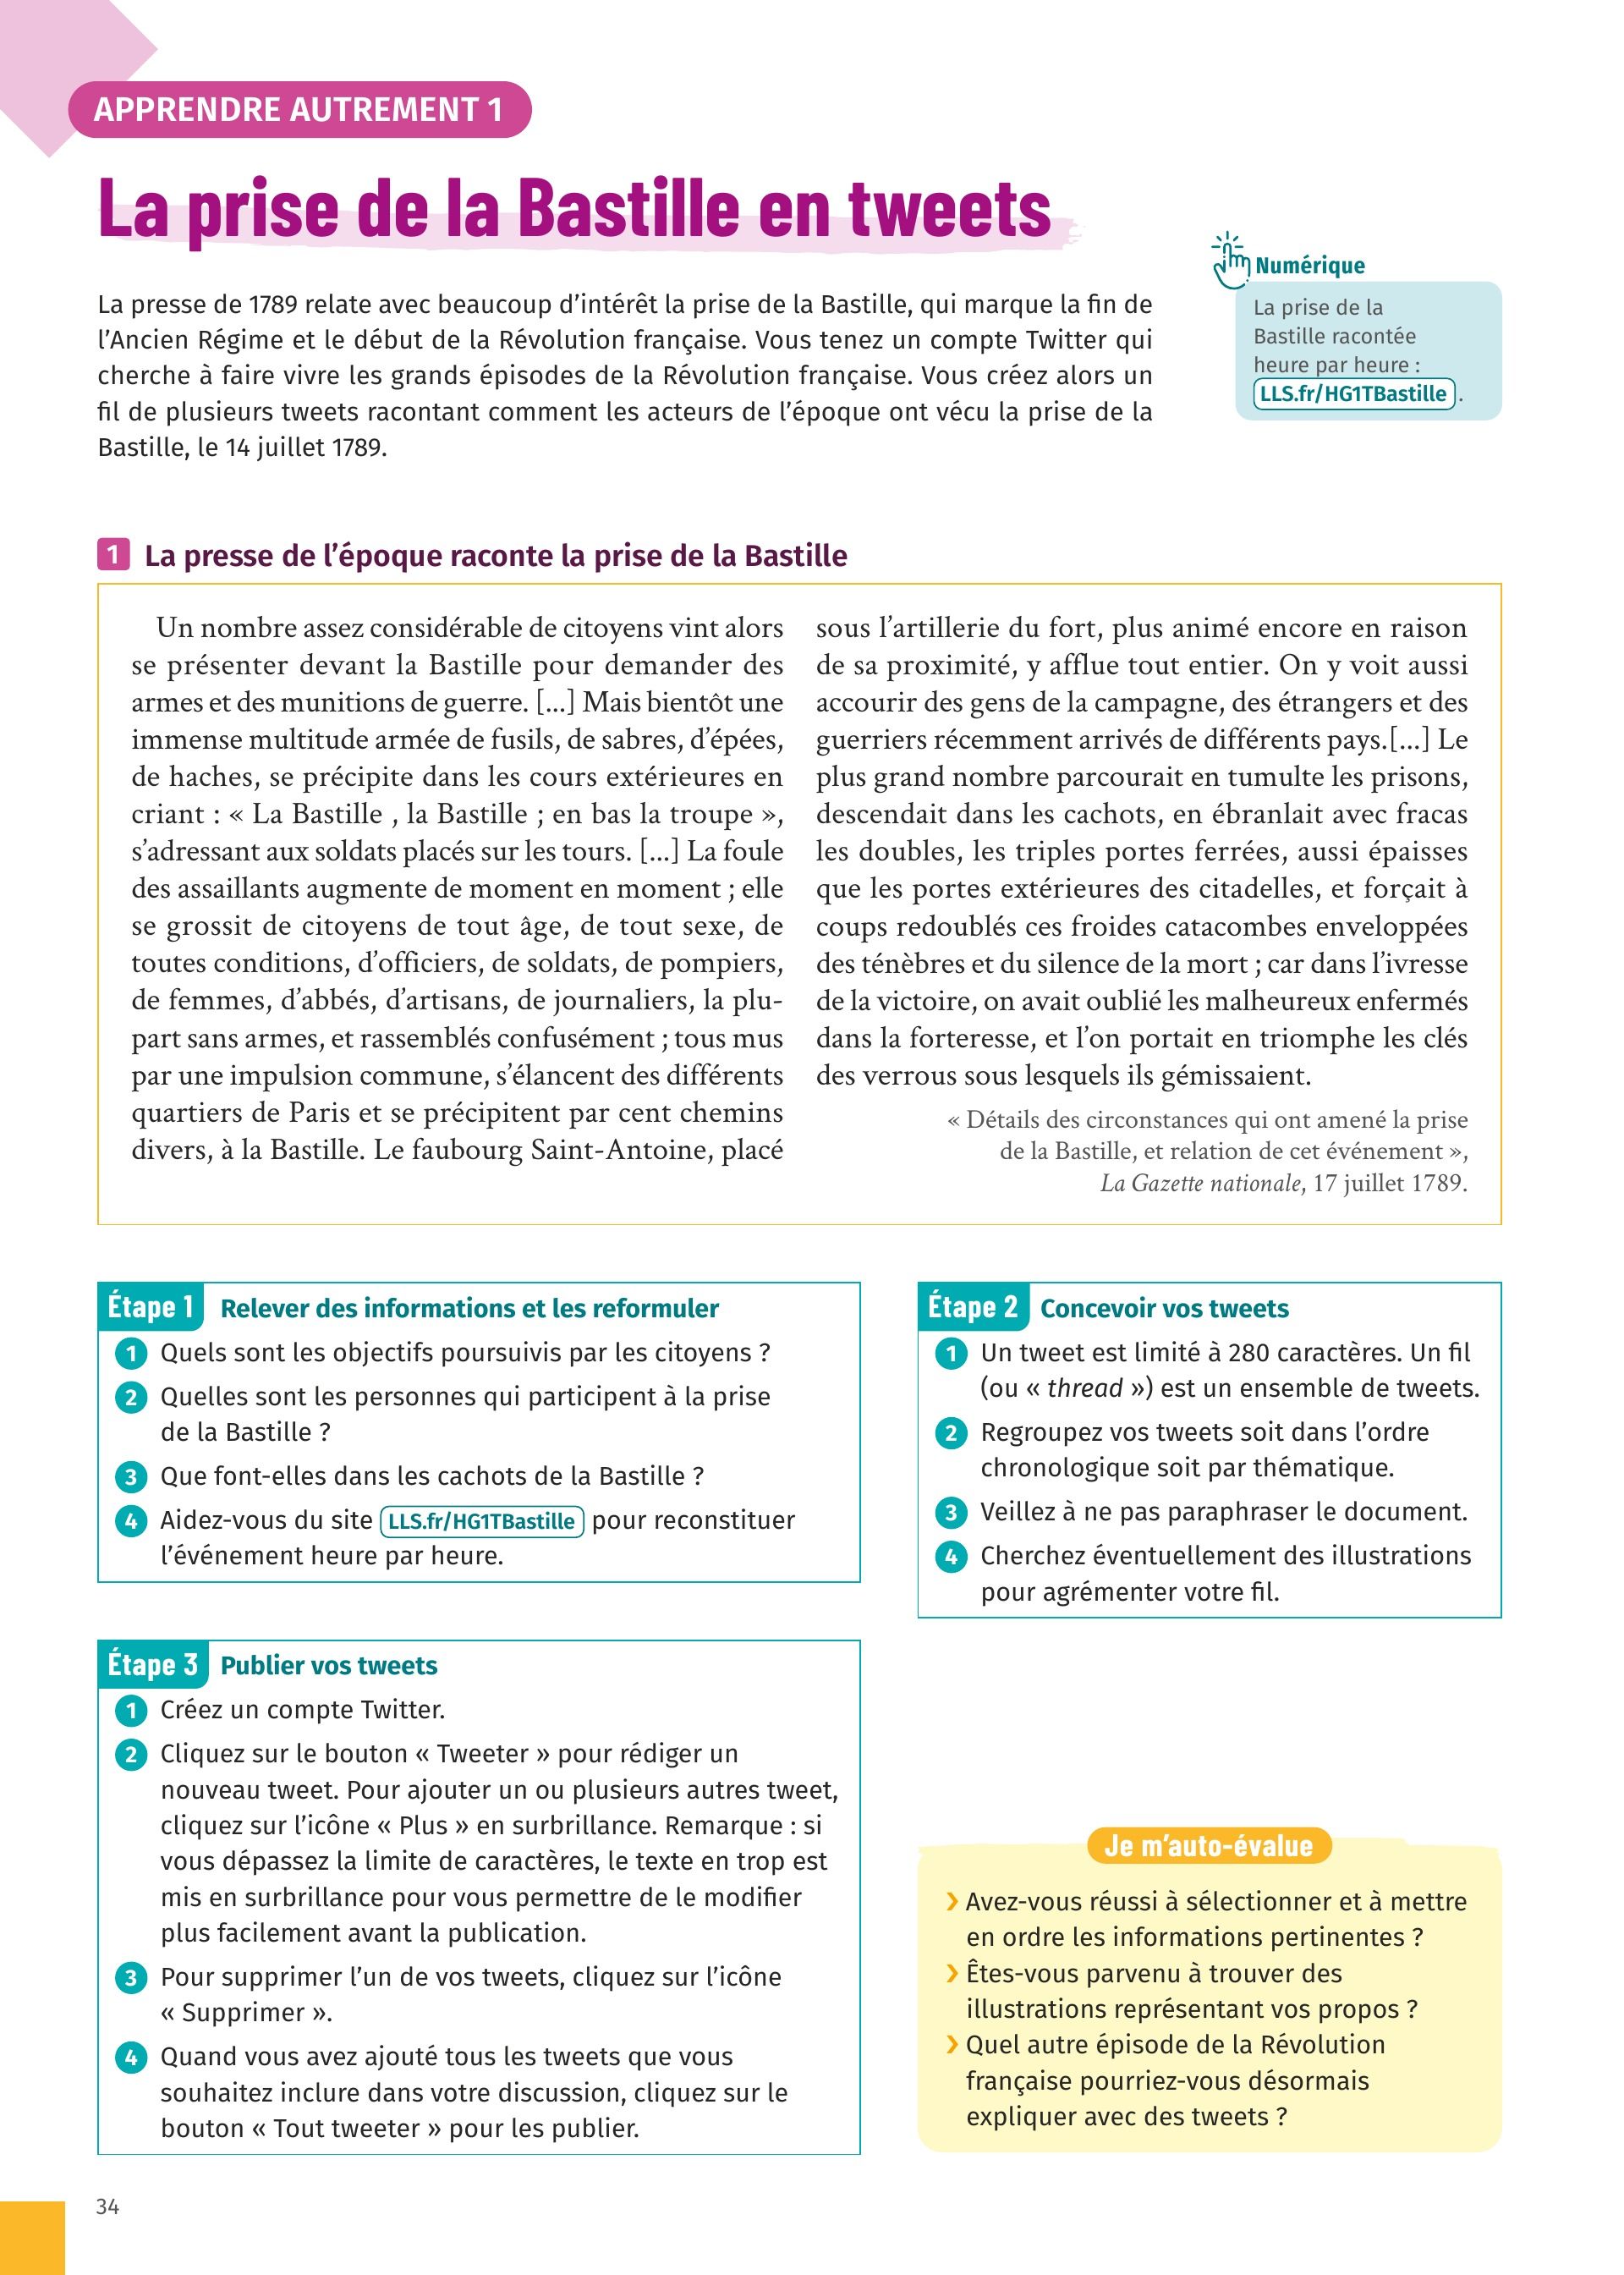 APPRENDRE AUTREMENT 1
La prise de la Bastille en tweets
La presse de 1789 relate avec beaucoup d’intérêt la prise de la Bastille, qui marque la fin de
l’Ancien Régime et le début de la Révolution française. Vous tenez un compte Twitter qui
cherche à faire vivre les grands épisodes de la Révolution française. Vous créez alors un
fil de plusieurs tweets racontant comment les acteurs de l’époque ont vécu la prise de la
Bastille, le 14 juillet 1789.
Numérique
La prise de la
Bastille racontée
heure par heure :
LLS.fr/HG1TBastille .
1 La presse de l’époque raconte la prise de la Bastille
Un nombre assez considérable de citoyens vint alors
se présenter devant la Bastille pour demander des
armes et des munitions de guerre. [...] Mais bientôt une
immense multitude armée de fusils, de sabres, d’épées,
de haches, se précipite dans les cours extérieures en
criant : « La Bastille , la Bastille ; en bas la troupe »,
s’adressant aux soldats placés sur les tours. [...] La foule
des assaillants augmente de moment en moment ; elle
se grossit de citoyens de tout âge, de tout sexe, de
toutes conditions, d’officiers, de soldats, de pompiers,
de femmes, d’abbés, d’artisans, de journaliers, la plu-
part sans armes, et rassemblés confusément ; tous mus
par une impulsion commune, s’élancent des différents
quartiers de Paris et se précipitent par cent chemins
divers, à la Bastille. Le faubourg Saint-Antoine, placé
sous l’artillerie du fort, plus animé encore en raison
de sa proximité, y afflue tout entier. On y voit aussi
accourir des gens de la campagne, des étrangers et des
guerriers récemment arrivés de différents pays.[...] Le
plus grand nombre parcourait en tumulte les prisons,
descendait dans les cachots, en ébranlait avec fracas
les doubles, les triples portes ferrées, aussi épaisses
que les portes extérieures des citadelles, et forçait à
coups redoublés ces froides catacombes enveloppées
des ténèbres et du silence de la mort ; car dans l’ivresse
de la victoire, on avait oublié les malheureux enfermés
dans la forteresse, et l’on portait en triomphe les clés
des verrous sous lesquels ils gémissaient.
« Détails des circonstances qui ont amené la prise
de la Bastille, et relation de cet événement »,
La Gazette nationale, 17 juillet 1789.
Étape 1 Relever des informations et les reformuler
1 Quels sont les objectifs poursuivis par les citoyens ?
2 Quelles sont les personnes qui participent à la prise
de la Bastille ?
3 Que font-elles dans les cachots de la Bastille ?
4 Aidez-vous du site LLS.fr/HG1TBastille pour reconstituer
l’événement heure par heure.
Étape 2 Concevoir vos tweets
1 Un tweet est limité à 280 caractères. Un fil
(ou « thread ») est un ensemble de tweets.
2 Regroupez vos tweets soit dans l’ordre
chronologique soit par thématique.
3 Veillez à ne pas paraphraser le document.
4 Cherchez éventuellement des illustrations
pour agrémenter votre fil.
Étape 3 Publier vos tweets
1 Créez un compte Twitter.
2 Cliquez sur le bouton « Tweeter » pour rédiger un
nouveau tweet. Pour ajouter un ou plusieurs autres tweet,
cliquez sur l’icône « Plus » en surbrillance. Remarque : si
vous dépassez la limite de caractères, le texte en trop est
mis en surbrillance pour vous permettre de le modifier
plus facilement avant la publication.
3 Pour supprimer l’un de vos tweets, cliquez sur l’icône
« Supprimer ».
4 Quand vous avez ajouté tous les tweets que vous
souhaitez inclure dans votre discussion, cliquez sur le
bouton « Tout tweeter » pour les publier.
Je m’auto-évalue
› Avez-vous réussi à sélectionner et à mettre
en ordre les informations pertinentes ?
› Êtes-vous parvenu à trouver des
illustrations représentant vos propos ?
› Quel autre épisode de la Révolution
française pourriez-vous désormais
expliquer avec des tweets ?
34